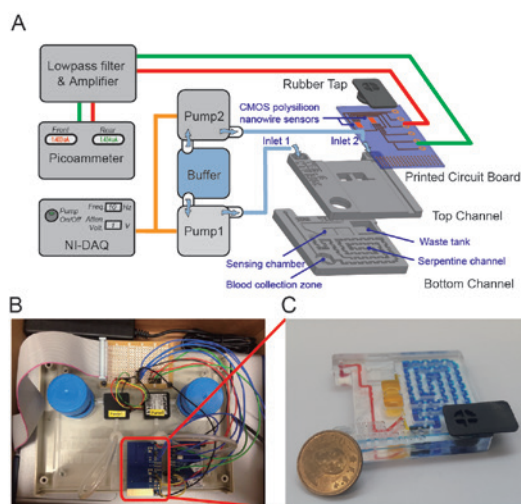 A
Lowpass filter
& Amplifier
Front
Rear
Picoammeter
Pump
On/Off
Freq
Hz
Volt
V
NI-DAQ
Pump2
Buffer
Pump1
Rubber Tap
CMOS polysilicon
nanowire sensors
Inlet 1
Inlet 2
Printed Circuit Board
Top Channel
Sensing chamber
Waste tank
Serpentine channel
Blood collection zone
Bottom Channel
B
C